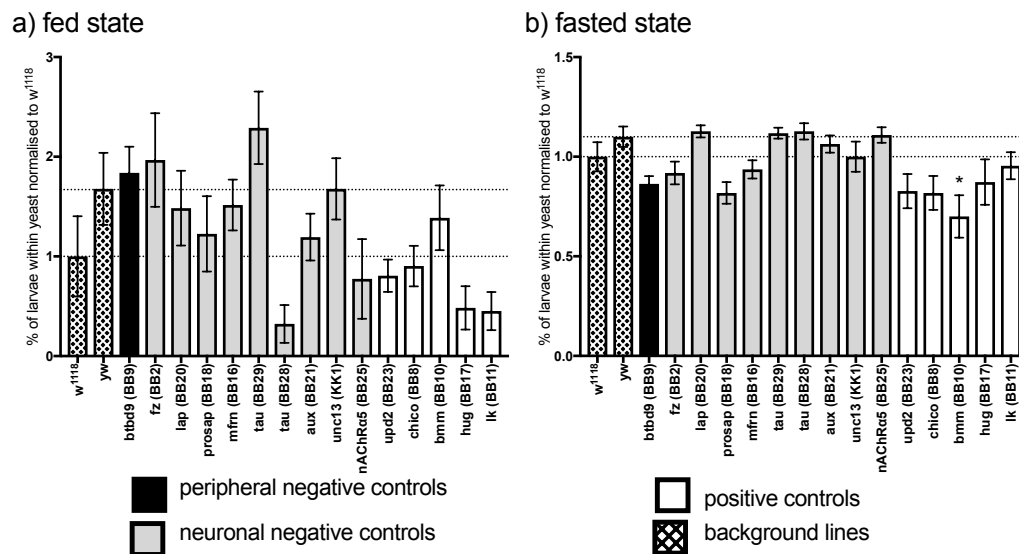 a) fed state
% of larvae within yeast normalised to w¹¹¹⁸
3
2
1
0
w¹¹¹⁸
yw
btbd9 (BB9)
fz (BB2)
lap (BB20)
prosap (BB18)
mfrn (BB16)
tau (BB29)
tau (BB28)
aux (BB21)
unc13 (KK1)
nAChRα5 (BB25)
upd2 (BB23)
chico (BB8)
bmm (BB10)
hug (BB17)
lk (BB11)
peripheral negative controls
neuronal negative controls
b) fasted state
% of larvae within yeast normalised to w¹¹¹⁸
1.5
1.0
0.5
0.0
*
w¹¹¹⁸
yw
btbd9 (BB9)
fz (BB2)
lap (BB20)
prosap (BB18)
mfrn (BB16)
tau (BB29)
tau (BB28)
aux (BB21)
unc13 (KK1)
nAChRα5 (BB25)
upd2 (BB23)
chico (BB8)
bmm (BB10)
hug (BB17)
lk (BB11)
positive controls
background lines